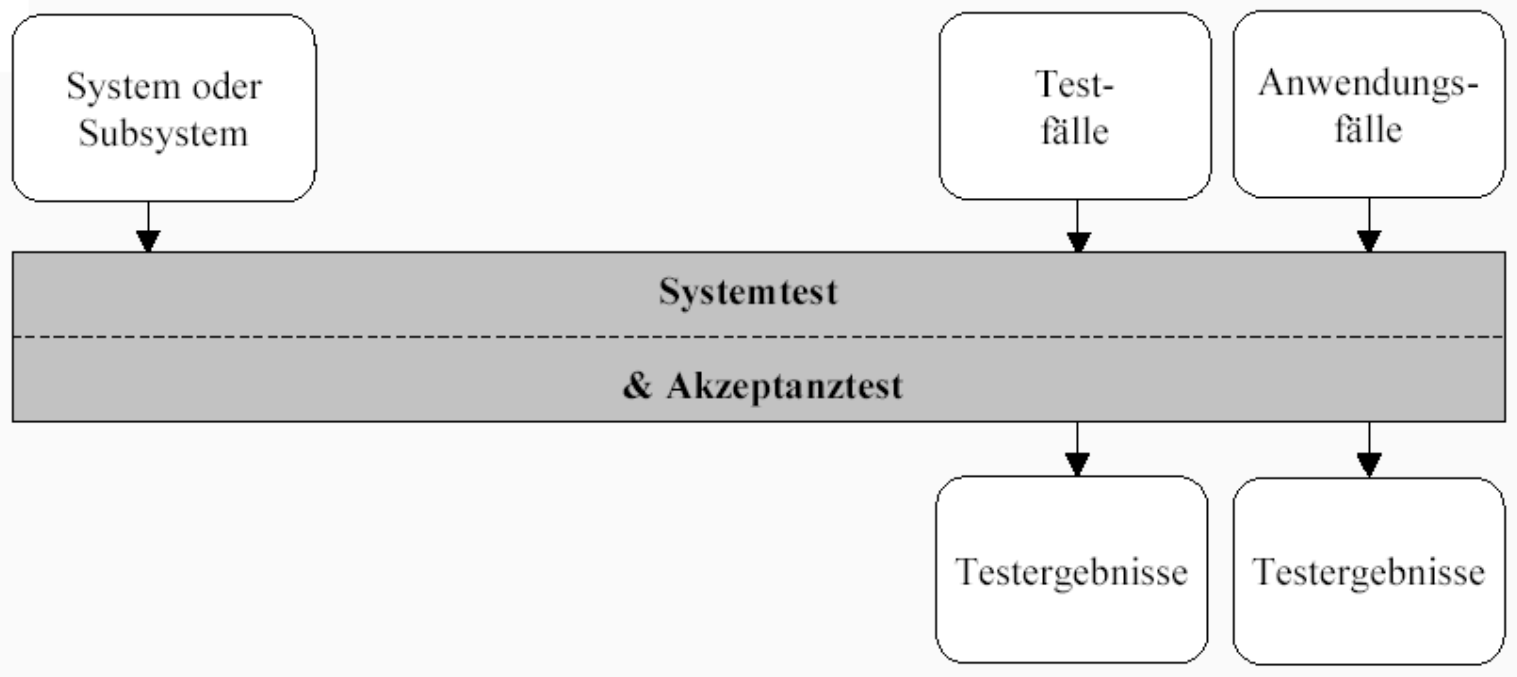 System oder
Subsystem
Test-
fälle
Anwendungs-
fälle
Systemtest
& Akzeptanztest
Testergebnisse
Testergebnisse